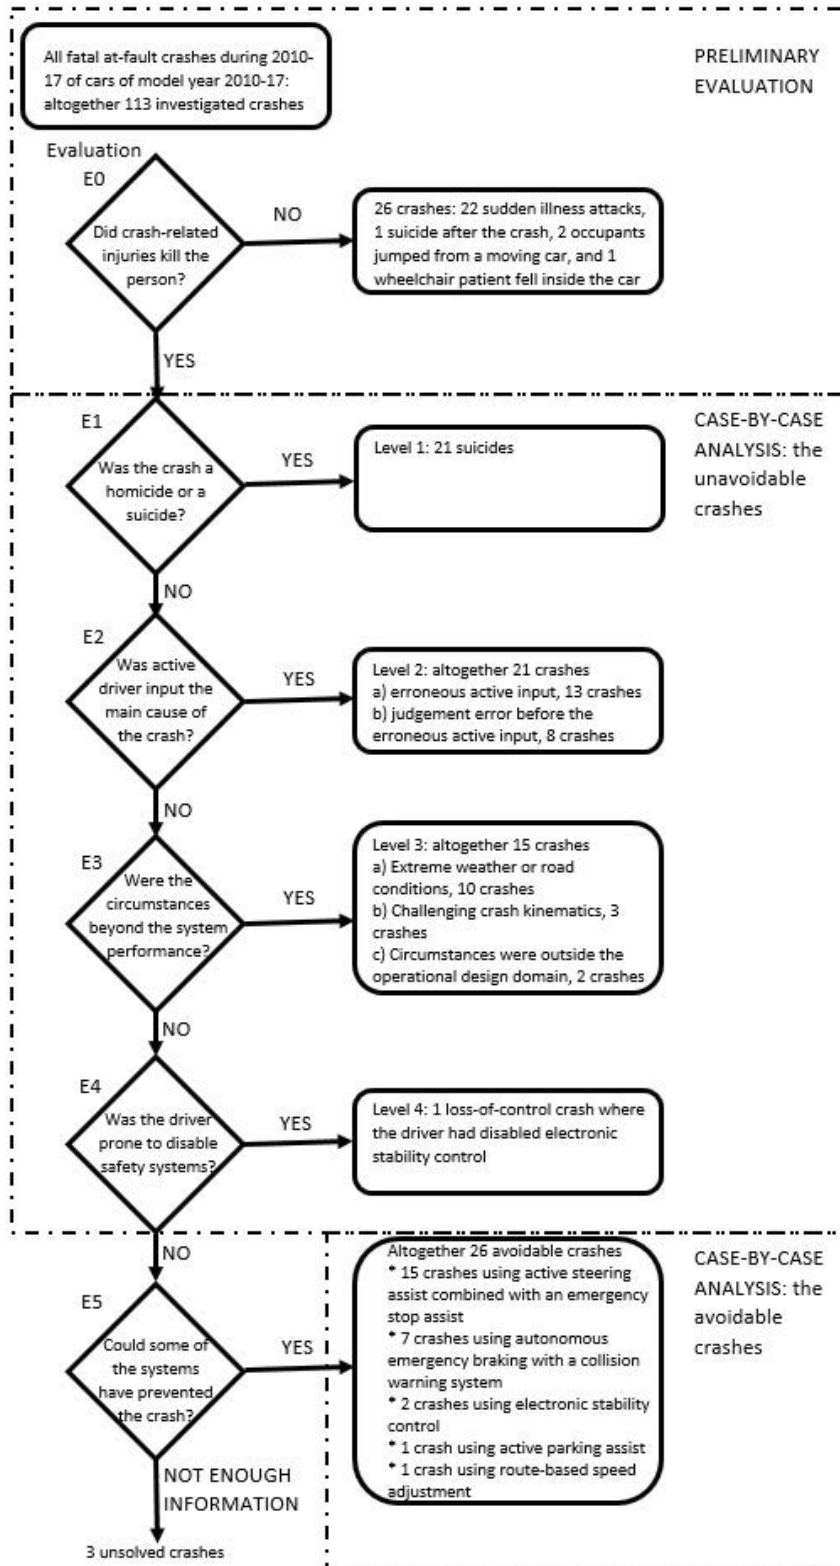 All fatal at-fault crashes during 2010-
17 of cars of model year 2010-17:
altogether 113 investigated crashes
PRELIMINARY
EVALUATION
Evaluation
E0
Did crash-related
injuries kill the
person?
NO
26 crashes: 22 sudden illness attacks,
1 suicide after the crash, 2 occupants
jumped from a moving car, and 1
wheelchair patient fell inside the car
YES
E1
Was the crash a
homicide or a
suicide?
YES
Level 1: 21 suicides
CASE-BY-CASE
ANALYSIS: the
unavoidable
crashes
NO
E2
Was active
driver input the
main cause of
the crash?
YES
Level 2: altogether 21 crashes
a) erroneous active input, 13 crashes
b) judgement error before the
erroneous active input, 8 crashes
NO
E3
Were the
circumstances
beyond the system
performance?
YES
Level 3: altogether 15 crashes
a) Extreme weather or road
conditions, 10 crashes
b) Challenging crash kinematics, 3
crashes
c) Circumstances were outside the
operational design domain, 2 crashes
NO
E4
Was the driver
prone to disable
safety systems?
YES
Level 4: 1 loss-of-control crash where
the driver had disabled electronic
stability control
NO
E5
Could some of
the systems
have prevented
the crash?
YES
Altogether 26 avoidable crashes
* 15 crashes using active steering
assist combined with an emergency
stop assist
* 7 crashes using autonomous
emergency braking with a collision
warning system
* 2 crashes using electronic stability
control
* 1 crash using active parking assist
* 1 crash using route-based speed
adjustment
CASE-BY-CASE
ANALYSIS: the
avoidable
crashes
NOT ENOUGH
INFORMATION
3 unsolved crashes